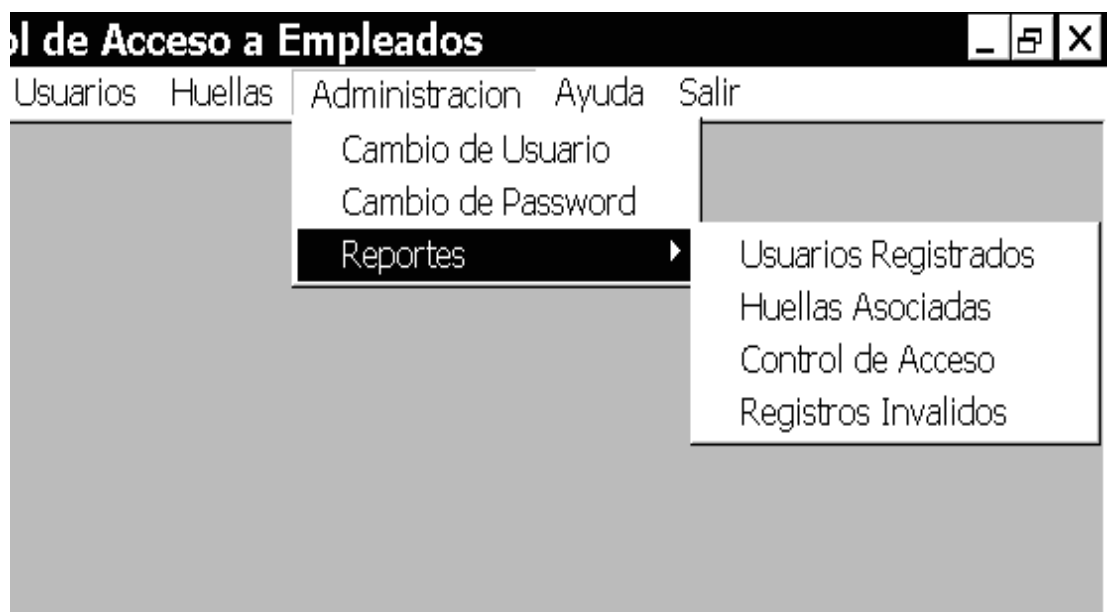 de Acceso a Empleados
Usuarios Huellas Administracion Ayuda Salir
Cambio de Usuario
Cambio de Password
Reportes
Usuarios Registrados
Huellas Asociadas
Control de Acceso
Registros Invalidos